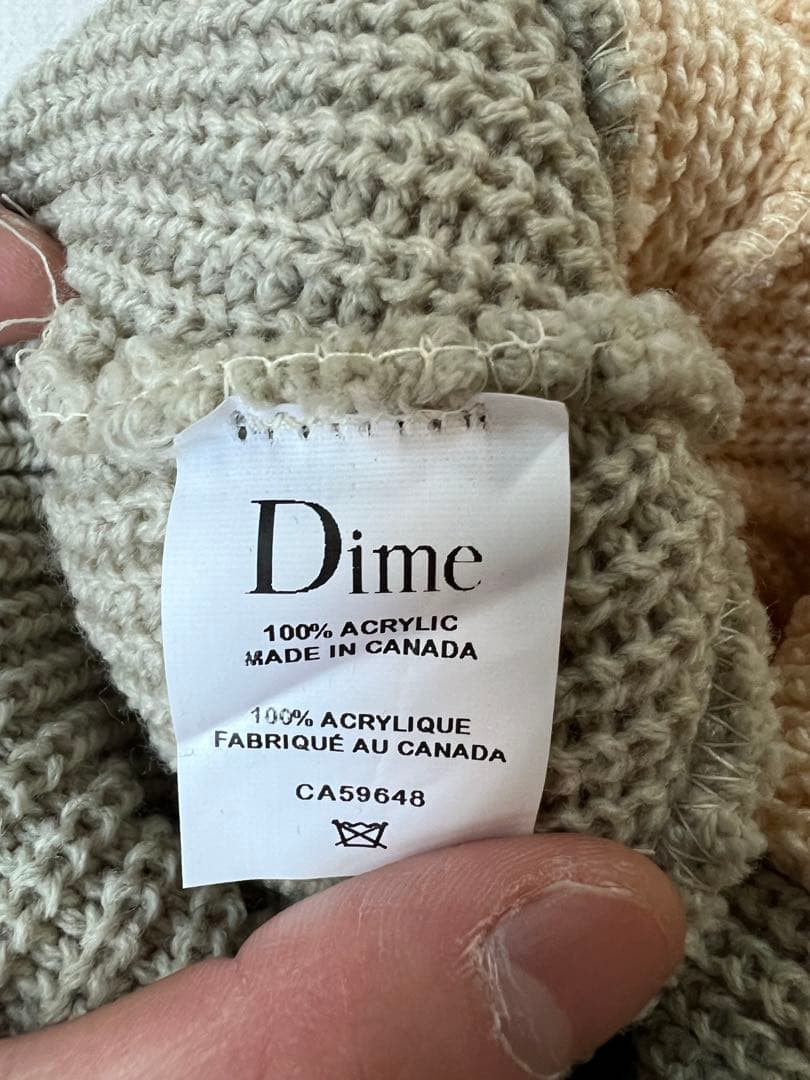 Dime
100% ACRYLIC
MADE IN CANADA
100% ACRYLIQUE
FABRIQUÉ AU CANADA
CA59648